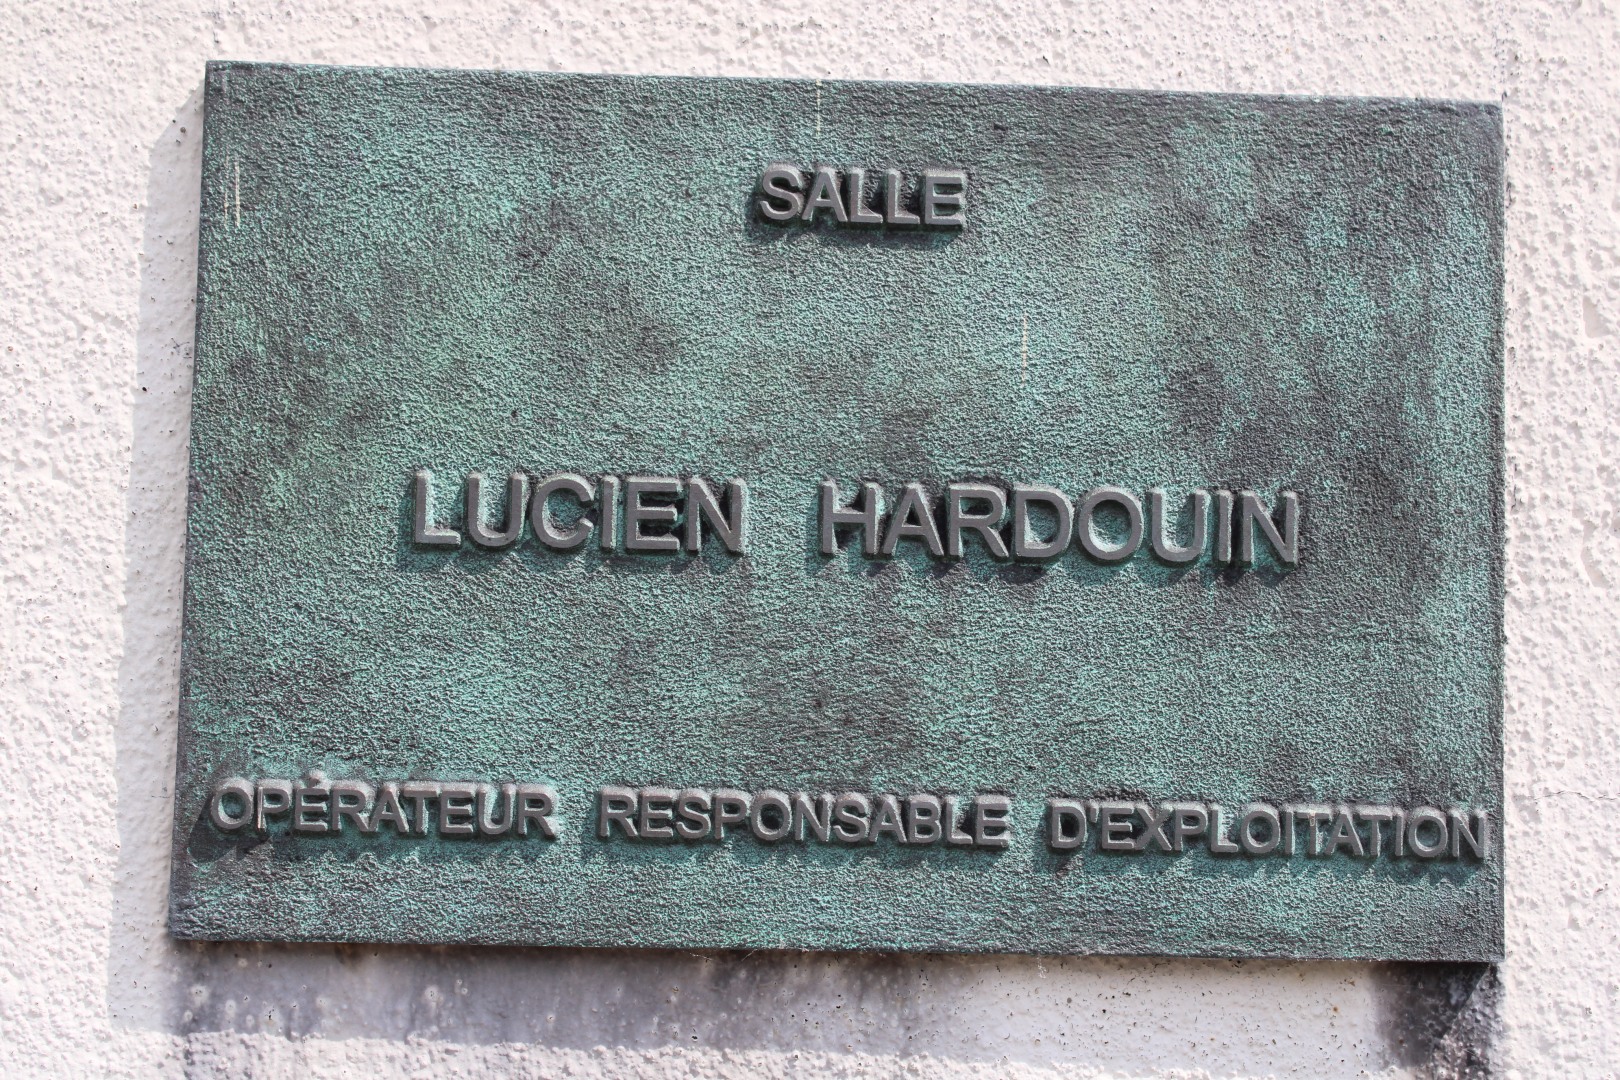 SALLE
LUCIEN HARDOUIN
OPÉRATEUR RESPONSABLE D'EXPLOITATION